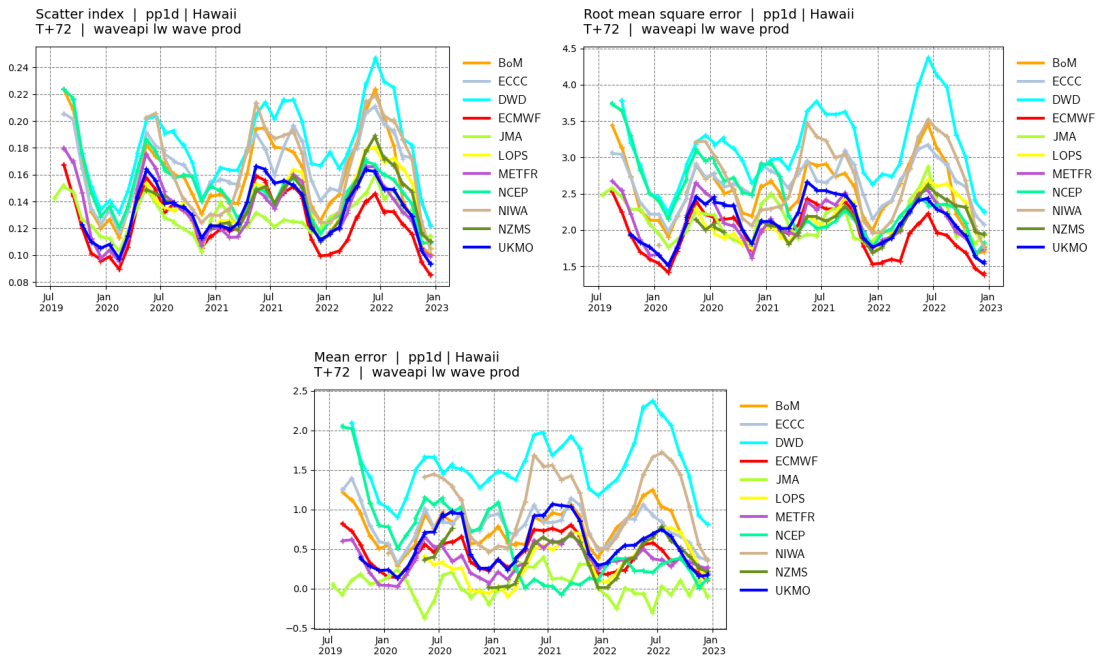 Scatter index  |  pp1d | Hawaii
T+72  |  waveapi lw wave prod
0.24
0.22
0.20
0.18
0.16
0.14
0.12
0.10
0.08
Jul
2019
Jan
2020
Jul
2020
Jan
2021
Jul
2021
Jan
2022
Jul
2022
Jan
2023
BoM
ECCC
DWD
ECMWF
JMA
LOPS
METFR
NCEP
NIWA
NZMS
UKMO
Root mean square error  |  pp1d | Hawaii
T+72  |  waveapi lw wave prod
4.5
4.0
3.5
3.0
2.5
2.0
1.5
Jul
2019
Jan
2020
Jul
2020
Jan
2021
Jul
2021
Jan
2022
Jul
2022
Jan
2023
BoM
ECCC
DWD
ECMWF
JMA
LOPS
METFR
NCEP
NIWA
NZMS
UKMO
Mean error  |  pp1d | Hawaii
T+72  |  waveapi lw wave prod
2.5
2.0
1.5
1.0
0.5
0.0
−0.5
Jul
2019
Jan
2020
Jul
2020
Jan
2021
Jul
2021
Jan
2022
Jul
2022
Jan
2023
BoM
ECCC
DWD
ECMWF
JMA
LOPS
METFR
NCEP
NIWA
NZMS
UKMO